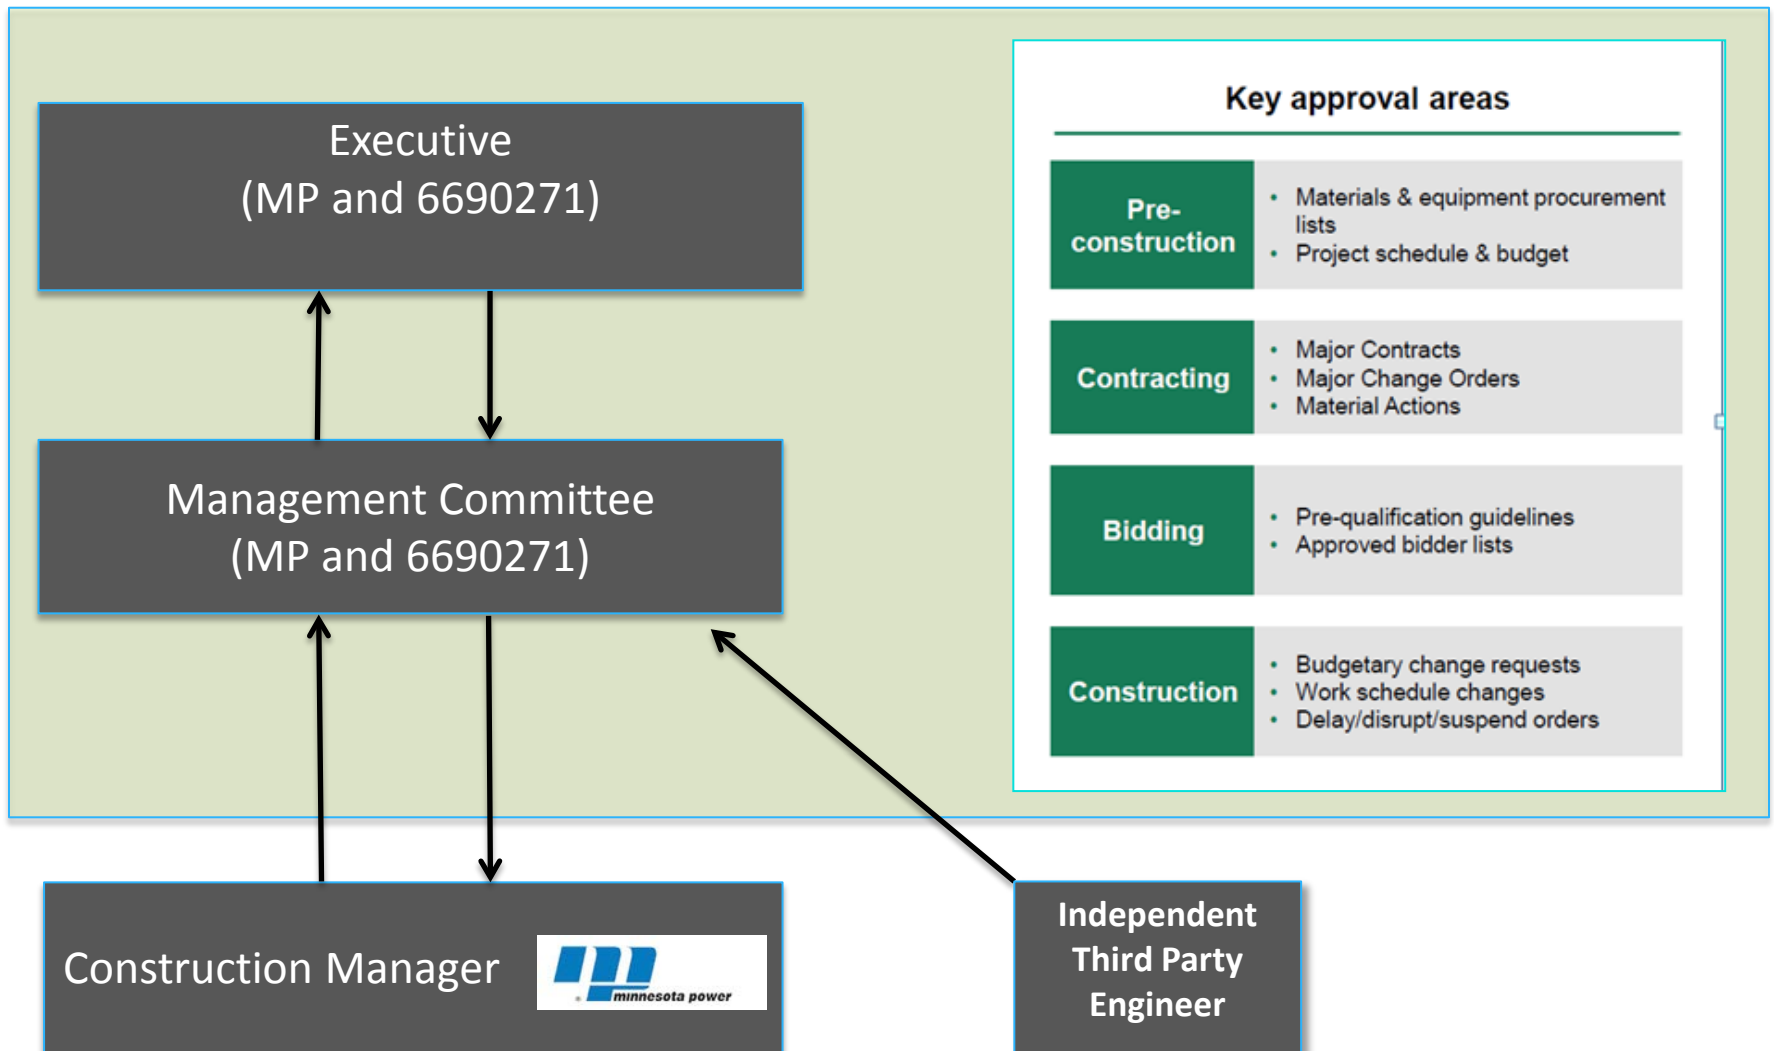 Executive
(MP and 6690271)
Management Committee
(MP and 6690271)
Construction Manager
minnesota power
Independent
Third Party
Engineer
Key approval areas
Pre-
construction
• Materials & equipment procurement
lists
• Project schedule & budget
Contracting
• Major Contracts
• Major Change Orders
• Material Actions
Bidding
• Pre-qualification guidelines
• Approved bidder lists
Construction
• Budgetary change requests
• Work schedule changes
• Delay/disrupt/suspend orders